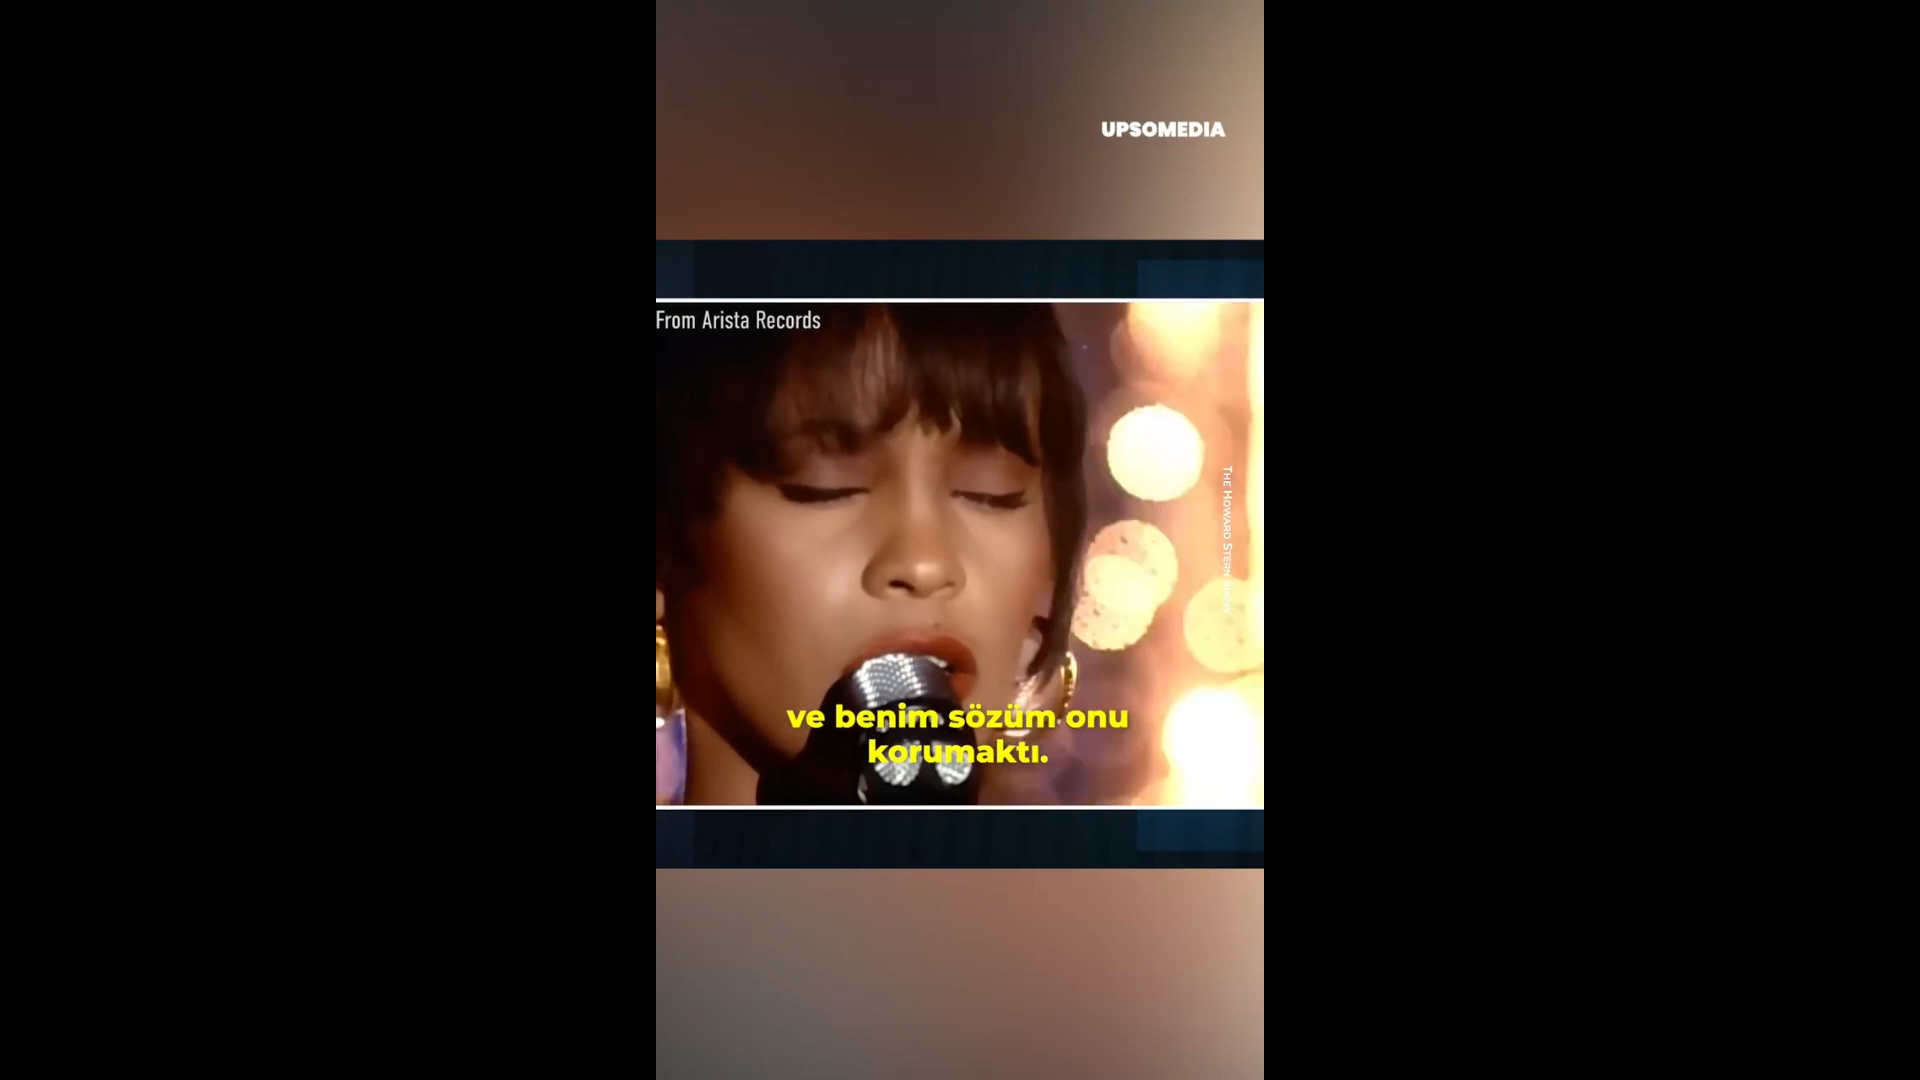 UPSOMEDIA
From Arista Records
THE HOWARD STERN SHOW
ve benim sözüm onu
korumaktı.